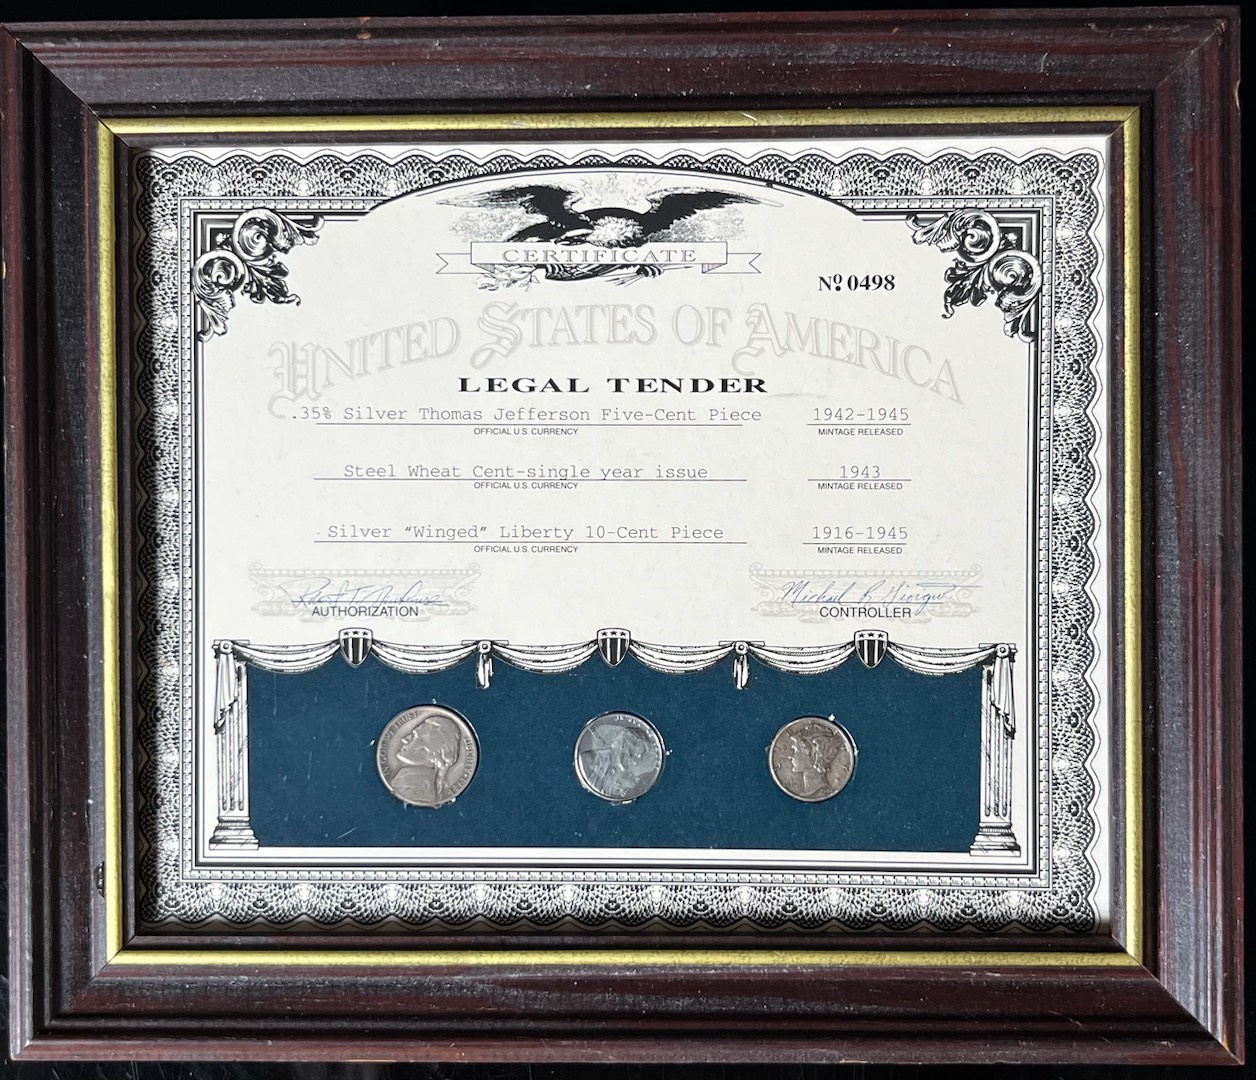 CERTIFICATE
Nº 0498
UNITED STATES OF AMERICA
LEGAL TENDER
.35% Silver Thomas Jefferson Five-Cent Piece 1942-1945
OFFICIAL U.S. CURRENCY MINTAGE RELEASED
Steel Wheat Cent-single year issue 1943
OFFICIAL U.S. CURRENCY MINTAGE RELEASED
Silver "Winged" Liberty 10-Cent Piece 1916-1945
OFFICIAL U.S. CURRENCY MINTAGE RELEASED
Michael
AUTHORIZATION CONTROLLER